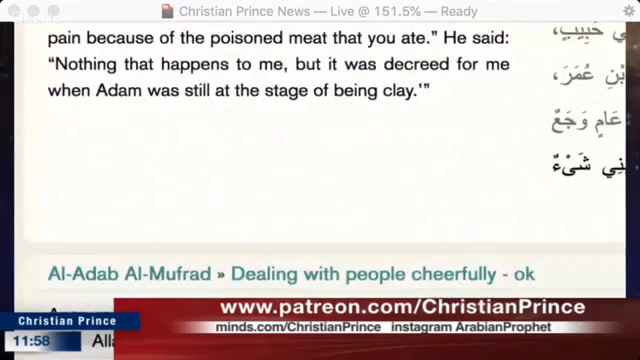 Christian Prince News — Live @ 151.5% — Ready
pain because of the poisoned meat that you ate.” He said:
“Nothing that happens to me, but it was decreed for me
when Adam was still at the stage of being clay.’”
ي خَبِيبٍ،
بْنِ عُمَرَ،
عَامٍ وَجَعٌ
نِي شَىْءٌ
Al-Adab Al-Mufrad » Dealing with people cheerfully - ok
www.patreon.com/ChristianPrince
minds.com/ChristianPrince instagram ArabianProphet
Christian Prince
11:58
Alla